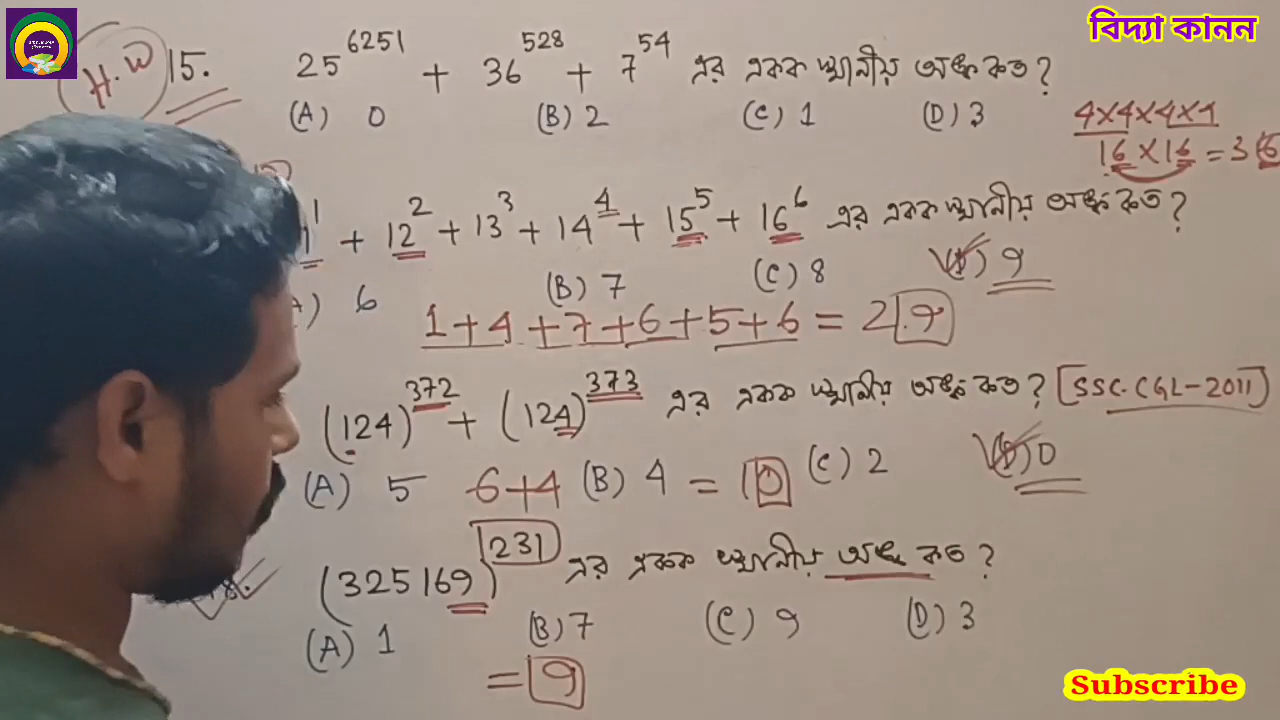 বিদ্যা কানন
H.W 15. 25^6251 + 36^528 + 7^54 এর একক স্থানীয় অঙ্ক কত?
(A) 0 (B) 2 (C) 1 (D) 3
4×4×4×4
16×16=36
1 + 12^2 + 13^3 + 14^4 + 15^5 + 16^6 এর একক স্থানীয় অঙ্ক কত?
6 (B) 7 (C) 8 (D) 9
1+4+7+6+5+6 = 29
(124)^372 + (124)^373 এর একক স্থানীয় অঙ্ক কত? [SSC-CGL-2011]
(A) 5 (B) 4 (C) 2 (D) 0
6+4 = 10
18. (325169)^231 এর একক স্থানীয় অঙ্ক কত?
(A) 1 (B) 7 (C) 9 (D) 3
= 9
Subscribe